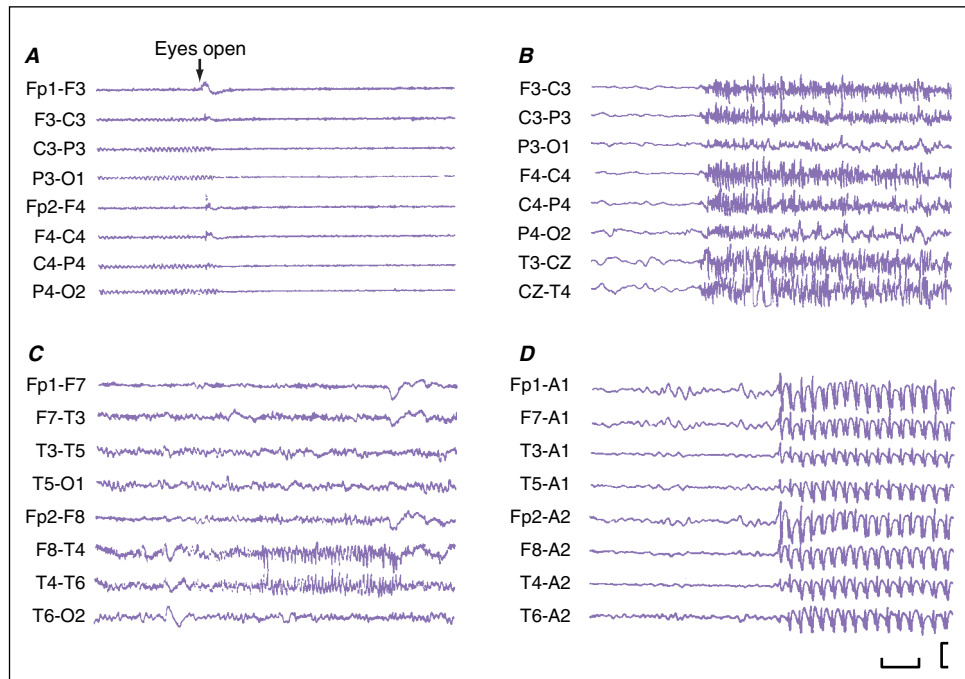 A
Eyes open
Fp1-F3
F3-C3
C3-P3
P3-O1
Fp2-F4
F4-C4
C4-P4
P4-O2
B
F3-C3
C3-P3
P3-O1
F4-C4
C4-P4
P4-O2
T3-CZ
CZ-T4
C
Fp1-F7
F7-T3
T3-T5
T5-O1
Fp2-F8
F8-T4
T4-T6
T6-O2
D
Fp1-A1
F7-A1
T3-A1
T5-A1
Fp2-A2
F8-A2
T4-A2
T6-A2